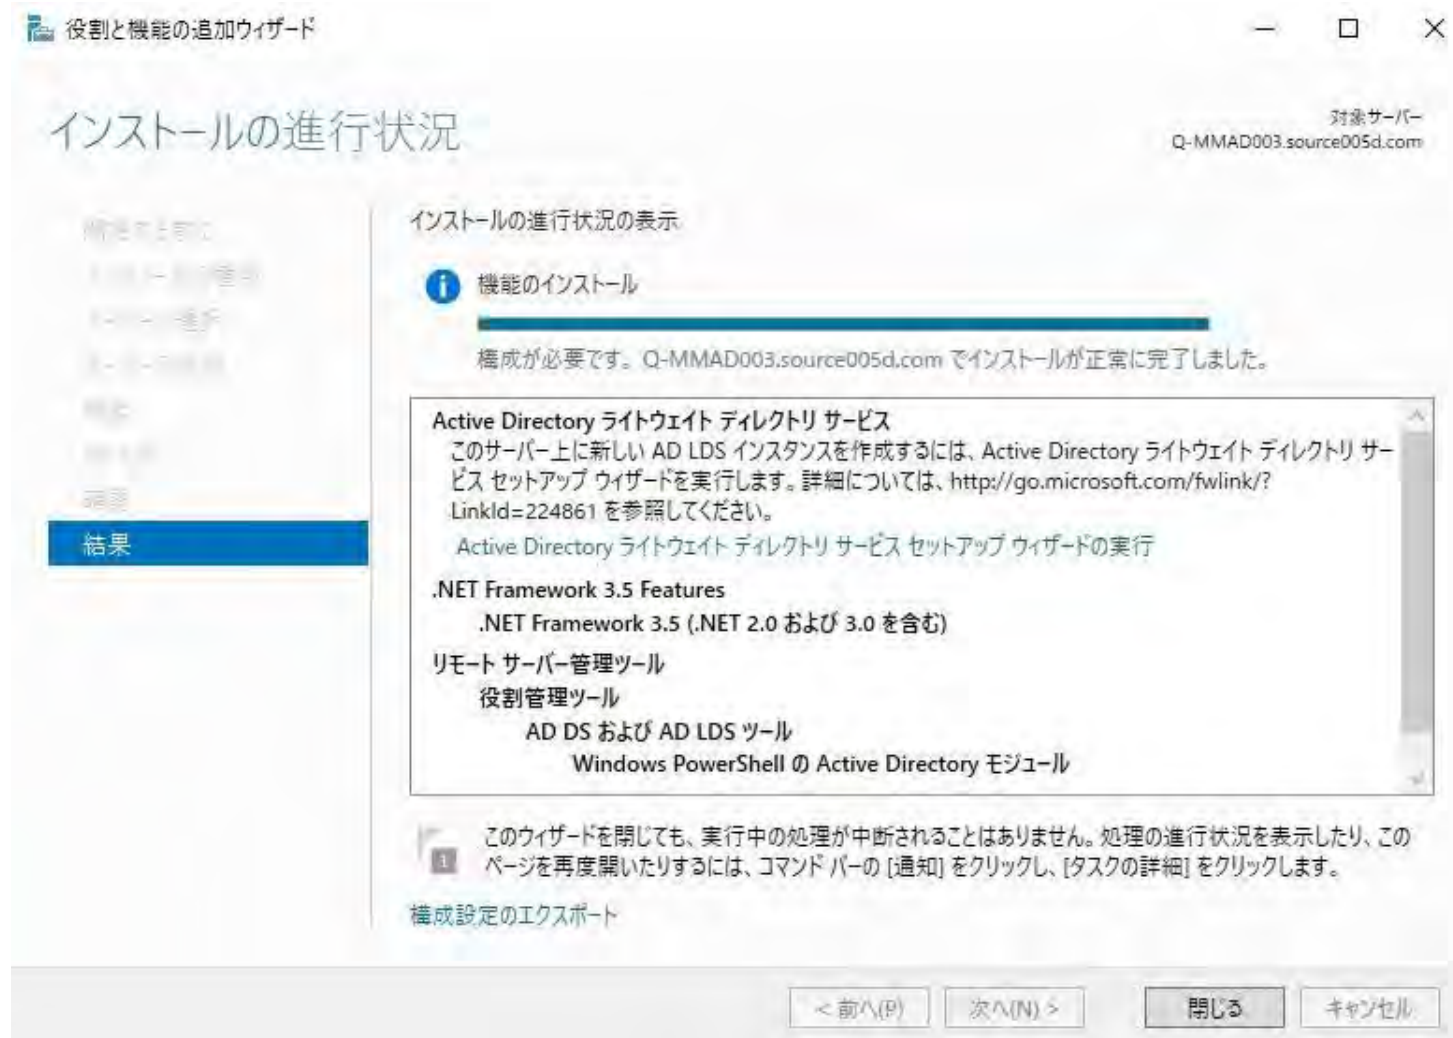 役割と機能の追加ウィザード
インストールの進行状況
対象サーバー
Q-MMAD003.source005d.com
結果
インストールの進行状況の表示
機能のインストール
構成が必要です。Q-MMAD003.source005d.com でインストールが正常に完了しました。
Active Directory ライトウェイト ディレクトリ サービス
このサーバー上に新しい AD LDS インスタンスを作成するには、Active Directory ライトウェイト ディレクトリ サー
ビス セットアップ ウィザードを実行します。詳細については、http://go.microsoft.com/fwlink/?
LinkId=224861 を参照してください。
Active Directory ライトウェイト ディレクトリ サービス セットアップ ウィザードの実行
.NET Framework 3.5 Features
.NET Framework 3.5 (.NET 2.0 および 3.0 を含む)
リモート サーバー管理ツール
役割管理ツール
AD DS および AD LDS ツール
Windows PowerShell の Active Directory モジュール
このウィザードを閉じても、実行中の処理が中断されることはありません。処理の進行状況を表示したり、この
ページを再度開いたりするには、コマンド バーの [通知] をクリックし、[タスクの詳細] をクリックします。
構成設定のエクスポート
< 前へ(P)
次へ(N) >
閉じる
キャンセル